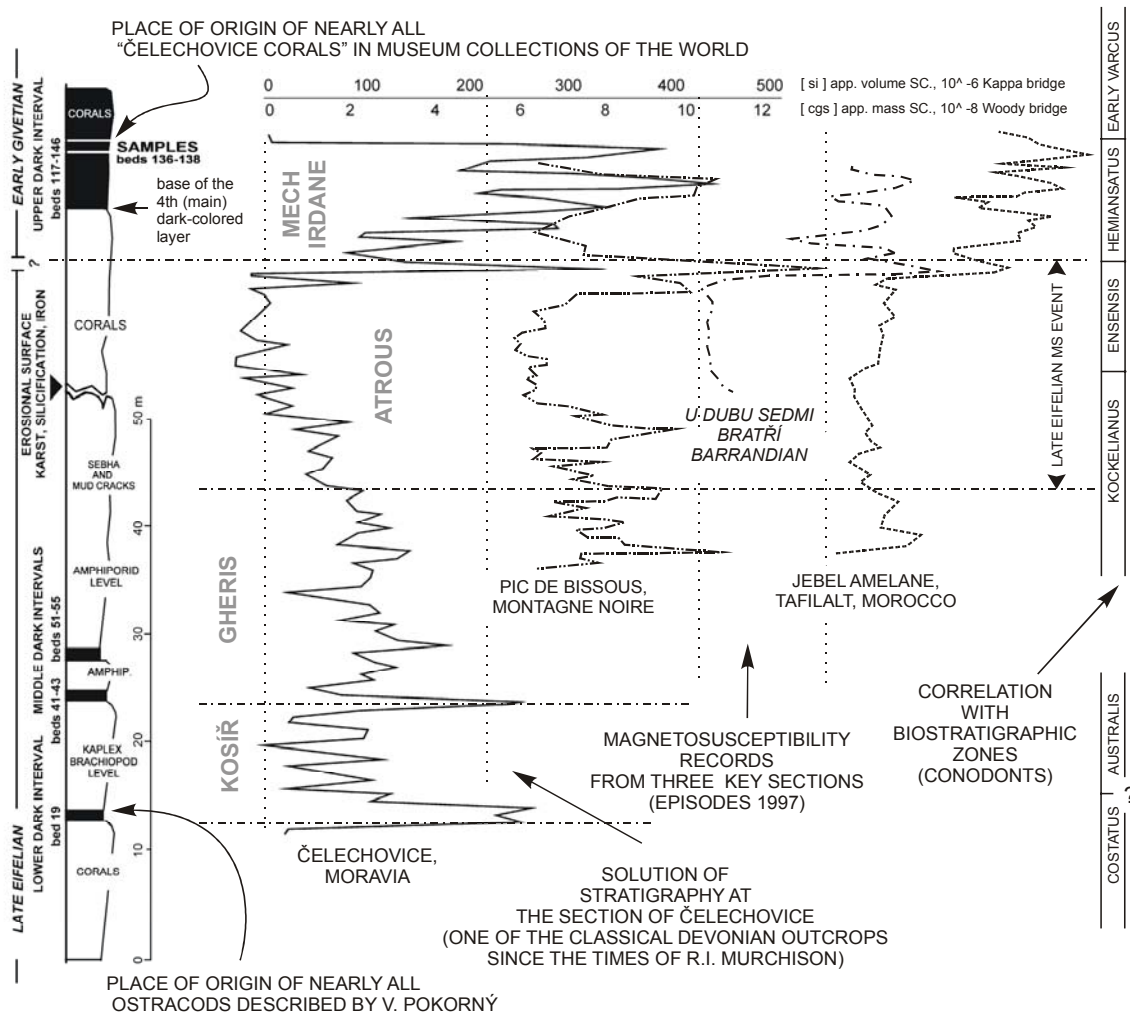 PLACE OF ORIGIN OF NEARLY ALL
“ČELECHOVICE CORALS” IN MUSEUM COLLECTIONS OF THE WORLD
0 100 200 300 400 500
0 2 4 6 8 10 12
[ si ] app. volume SC., 10^ -6 Kappa bridge
[ cgs ] app. mass SC., 10^ -8 Woody bridge
EARLY GIVETIAN
UPPER DARK INTERVAL
beds 117-146
CORALS
SAMPLES
beds 136-138
base of the
4th (main)
dark-colored
layer
?
EROSIONAL SURFACE
KARST, SILICIFICATION, IRON
CORALS
50 m
SEBHA
AND
MUD CRACKS
40
AMPHIPORID
LEVEL
MIDDLE DARK INTERVALS
beds 41-43 beds 51-55
30
AMPHIP.
20
KAPLEX
BRACHIOPOD
LEVEL
LATE EIFELIAN
LOWER DARK INTERVAL
bed 19
10
CORALS
0
MECH
IRDANE
ATROUS
GHERIS
KOSÍŘ
U DUBU SEDMI
BRATŘÍ
BARRANDIAN
PIC DE BISSOUS,
MONTAGNE NOIRE
JEBEL AMELANE,
TAFILALT, MOROCCO
ČELECHOVICE,
MORAVIA
LATE EIFELIAN MS EVENT
EARLY VARCUS
HEMIANSATUS
ENSENSIS
KOCKELIANUS
AUSTRALIS
?
COSTATUS
MAGNETOSUSCEPTIBILITY
RECORDS
FROM THREE KEY SECTIONS
(EPISODES 1997)
CORRELATION
WITH
BIOSTRATIGRAPHIC
ZONES
(CONODONTS)
SOLUTION OF
STRATIGRAPHY AT
THE SECTION OF ČELECHOVICE
(ONE OF THE CLASSICAL DEVONIAN OUTCROPS
SINCE THE TIMES OF R.I. MURCHISON)
PLACE OF ORIGIN OF NEARLY ALL
OSTRACODS DESCRIBED BY V. POKORNÝ